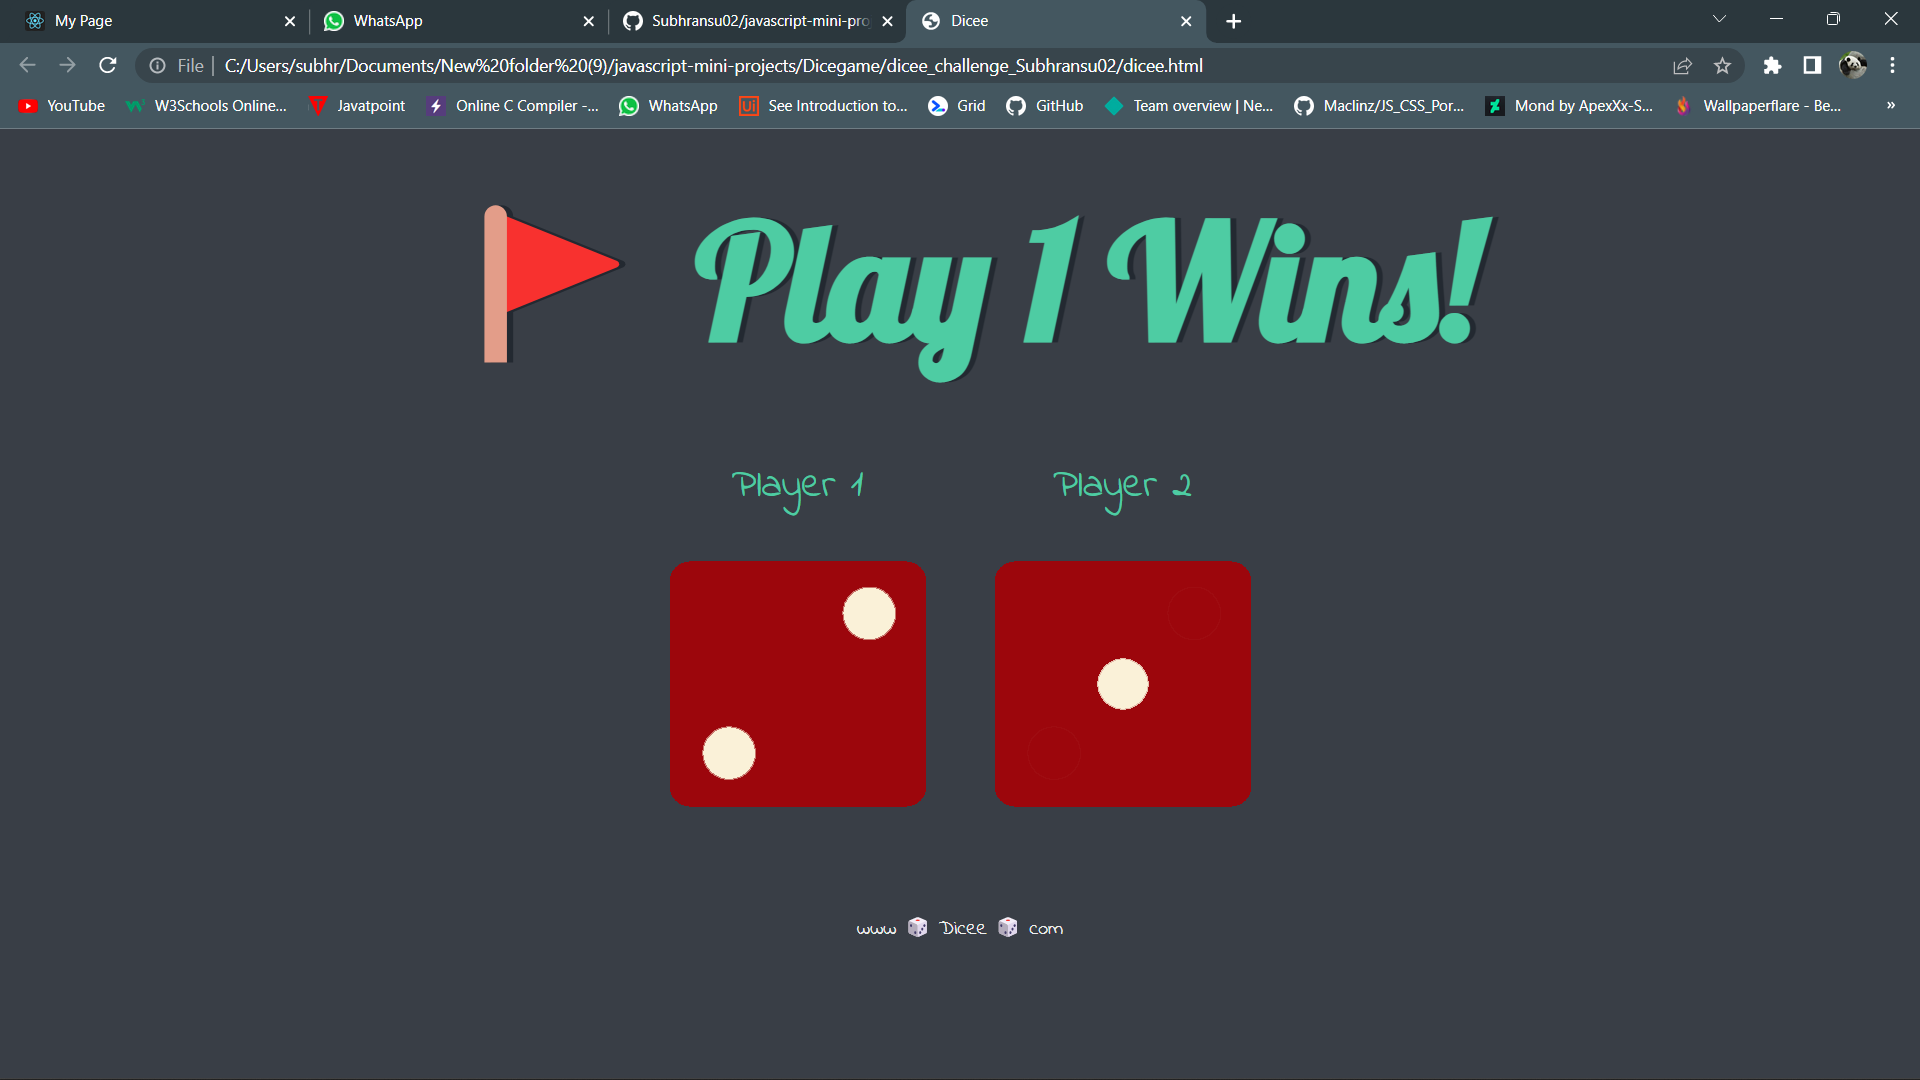 My Page
WhatsApp
Subhransu02/javascript-mini-pro
Dicee
File
C:/Users/subhr/Documents/New%20folder%20(9)/javascript-mini-projects/Dicegame/dicee_challenge_Subhransu02/dicee.html
YouTube
W3Schools Online...
Javatpoint
Online C Compiler -...
WhatsApp
See Introduction to...
Grid
GitHub
Team overview | Ne...
Maclinz/JS_CSS_Por...
Mond by ApexXx-S...
Wallpaperflare - Be...
»
🚩 Play 1 Wins!
Player 1
Player 2
www 🎲 Dicee 🎲 com